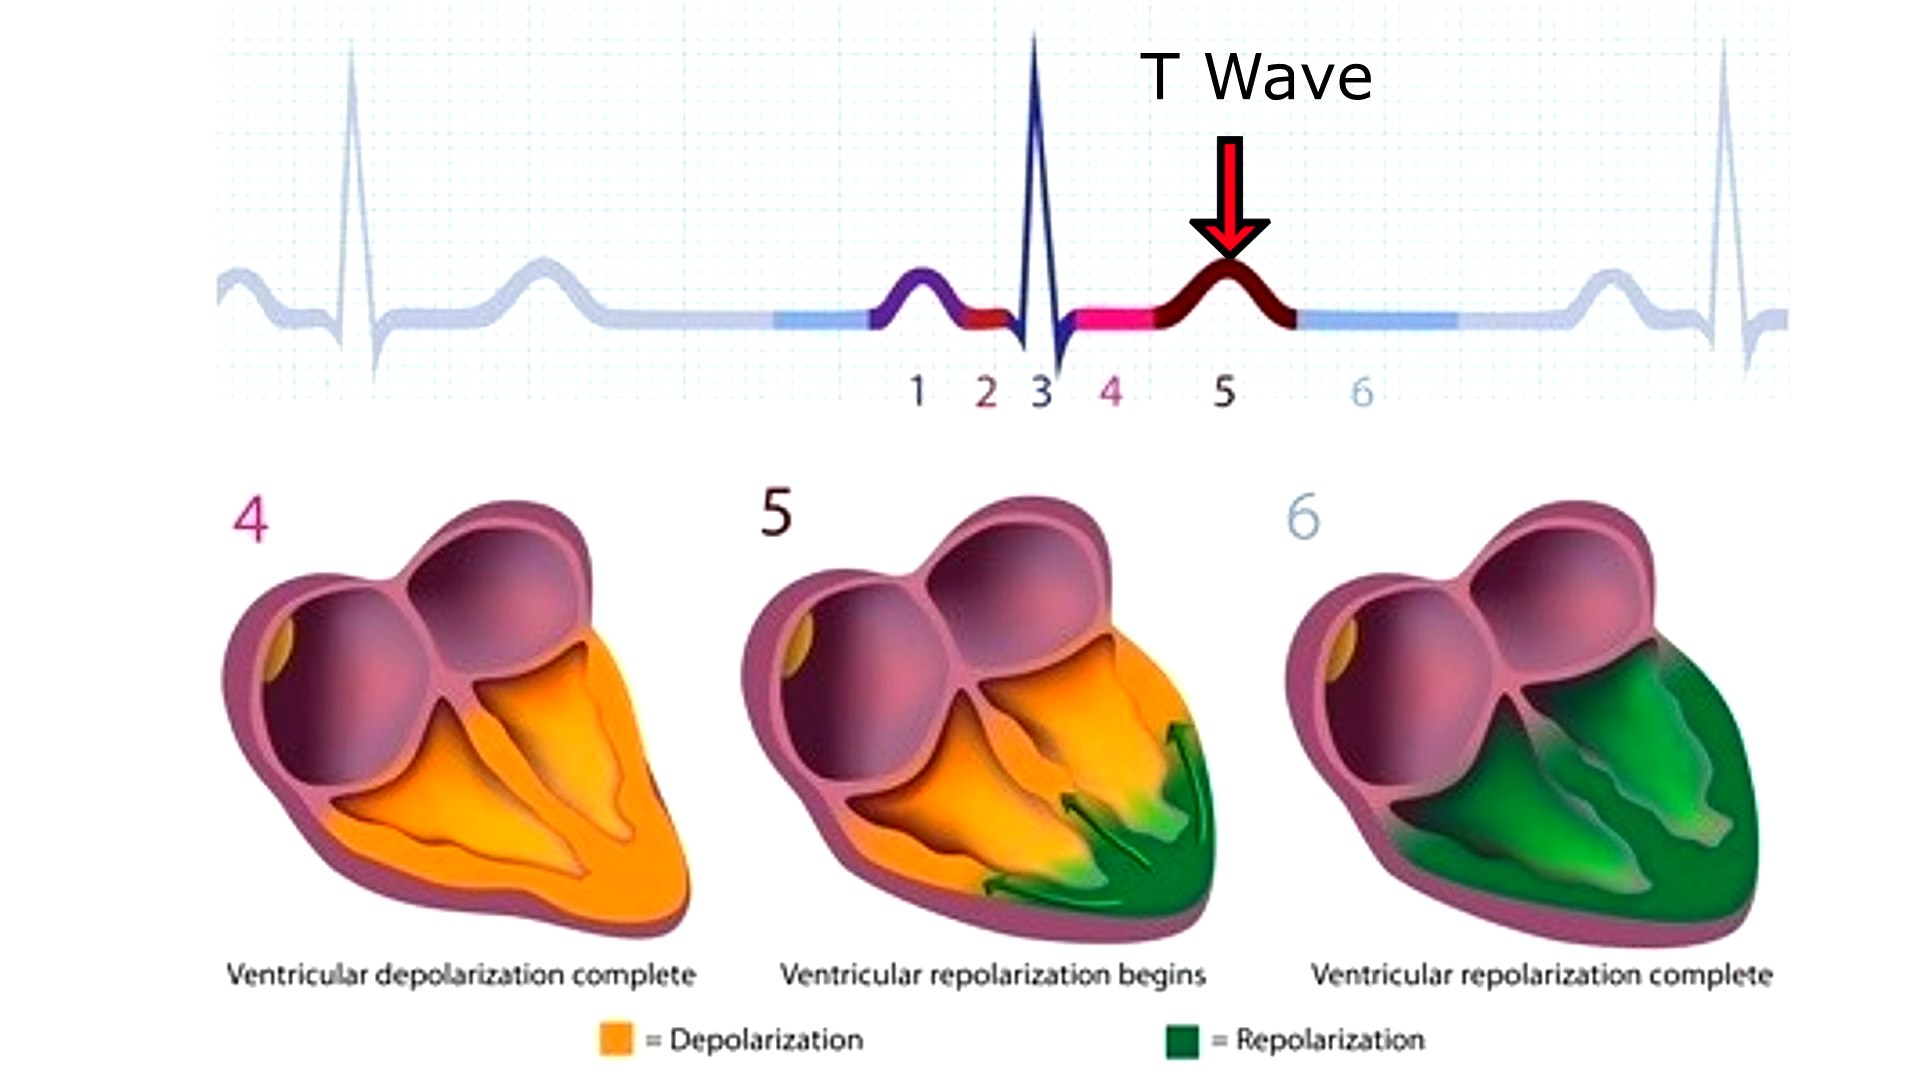 T Wave
1 2 3 4 5 6
4 5 6
Ventricular depolarization complete
Ventricular repolarization begins
Ventricular repolarization complete
= Depolarization
= Repolarization